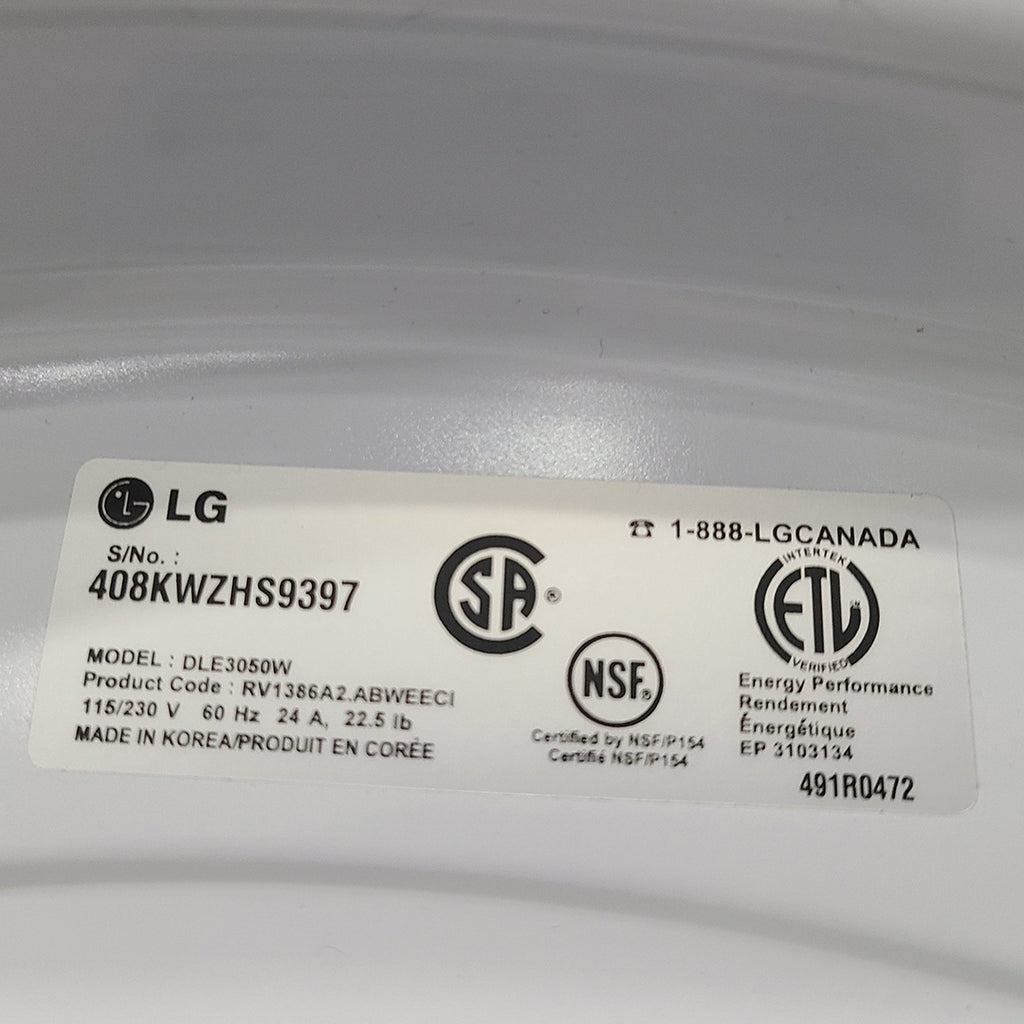 LG
1-888-LGCANADA
S/No. :
408KWZHS9397
SA ®
INTERTEK
ETL
VERIFIED
MODEL : DLE3050W
Product Code : RV1386A2.ABWEECI
115/230 V 60 Hz 24 A, 22.5 lb
MADE IN KOREA/PRODUIT EN CORÉE
NSF®
Certified by NSF/P154
Certifié NSF/P154
Energy Performance
Rendement
Énergétique
EP 3103134
491R0472